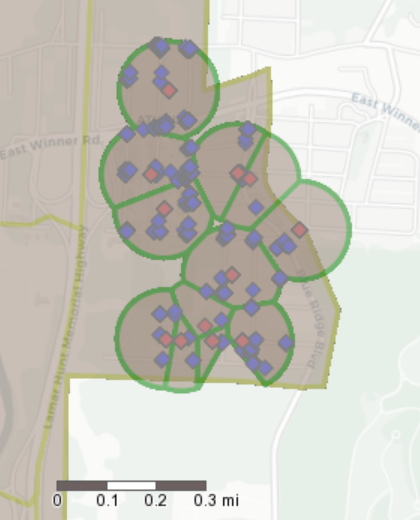 East Winner
East Winner Rd.
Lamar Hunt Memorial Highway
Blue Ridge Blvd
0 0.1 0.2 0.3 mi